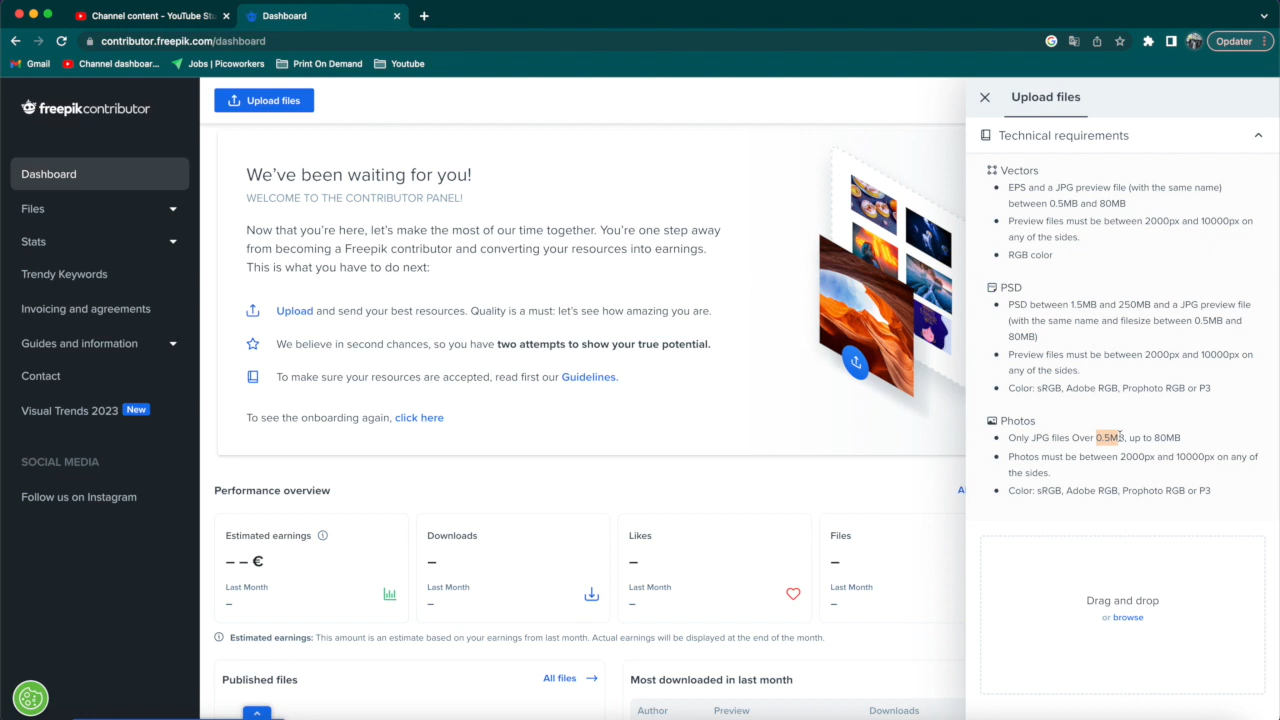 Channel content - YouTube Stu
Dashboard
contributor.freepik.com/dashboard
Updater
Gmail
Channel dashboar...
Jobs | Picoworkers
Print On Demand
Youtube
freepik contributor
Dashboard
Files
Stats
Trendy Keywords
Invoicing and agreements
Guides and information
Contact
Visual Trends 2023 New
SOCIAL MEDIA
Follow us on Instagram
Upload files
We've been waiting for you!
WELCOME TO THE CONTRIBUTOR PANEL!
Now that you're here, let's make the most of our time together. You're one step away
from becoming a Freepik contributor and converting your resources into earnings.
This is what you have to do next:
Upload and send your best resources. Quality is a must: let's see how amazing you are.
We believe in second chances, so you have two attempts to show your true potential.
To make sure your resources are accepted, read first our Guidelines.
To see the onboarding again, click here
Performance overview
Al
Estimated earnings
– – €
Last Month
–
Downloads
–
Last Month
–
Likes
–
Last Month
–
Files
–
Last Month
–
Estimated earnings: This amount is an estimate based on your earnings from last month. Actual earnings will be displayed at the end of the month.
Published files
All files
Most downloaded in last month
Author
Preview
Downloads
Upload files
Technical requirements
Vectors
EPS and a JPG preview file (with the same name)
between 0.5MB and 80MB
Preview files must be between 2000px and 10000px on
any of the sides.
RGB color
PSD
PSD between 1.5MB and 250MB and a JPG preview file
(with the same name and filesize between 0.5MB and
80MB)
Preview files must be between 2000px and 10000px on
any of the sides.
Color: sRGB, Adobe RGB, Prophoto RGB or P3
Photos
Only JPG files Over 0.5MB, up to 80MB
Photos must be between 2000px and 10000px on any of
the sides.
Color: sRGB, Adobe RGB, Prophoto RGB or P3
Drag and drop
or browse